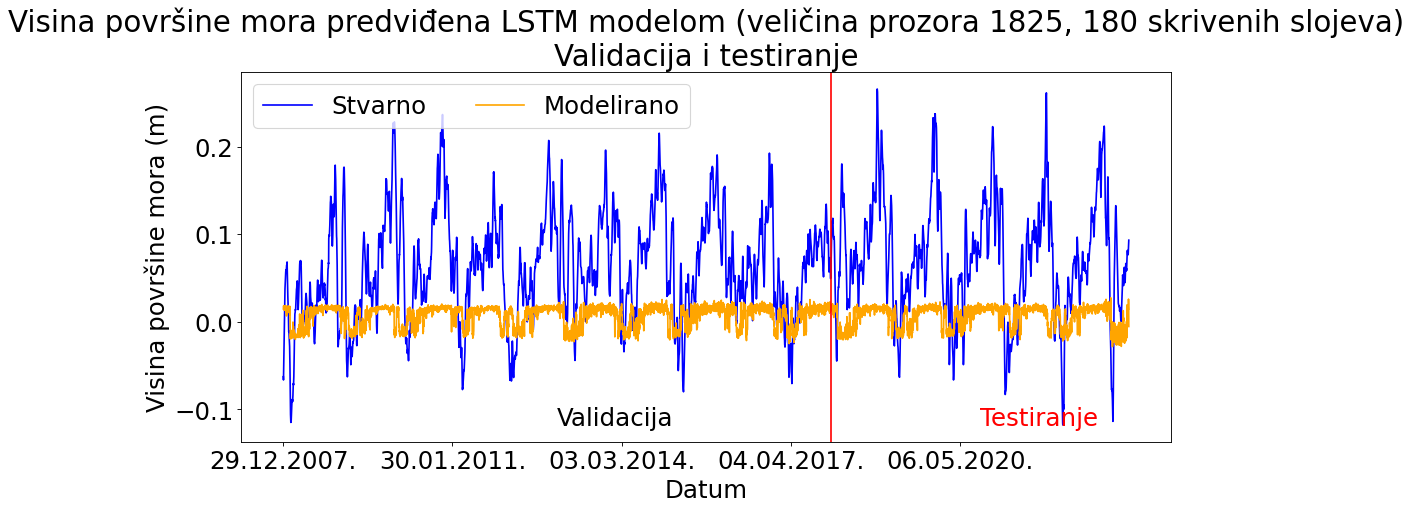 Visina površine mora predviđena LSTM modelom (veličina prozora 1825, 180 skrivenih slojeva)
Validacija i testiranje
Stvarno
Modelirano
Visina površine mora (m)
0.2
0.1
0.0
−0.1
Validacija
Testiranje
29.12.2007.
30.01.2011.
03.03.2014.
04.04.2017.
06.05.2020.
Datum